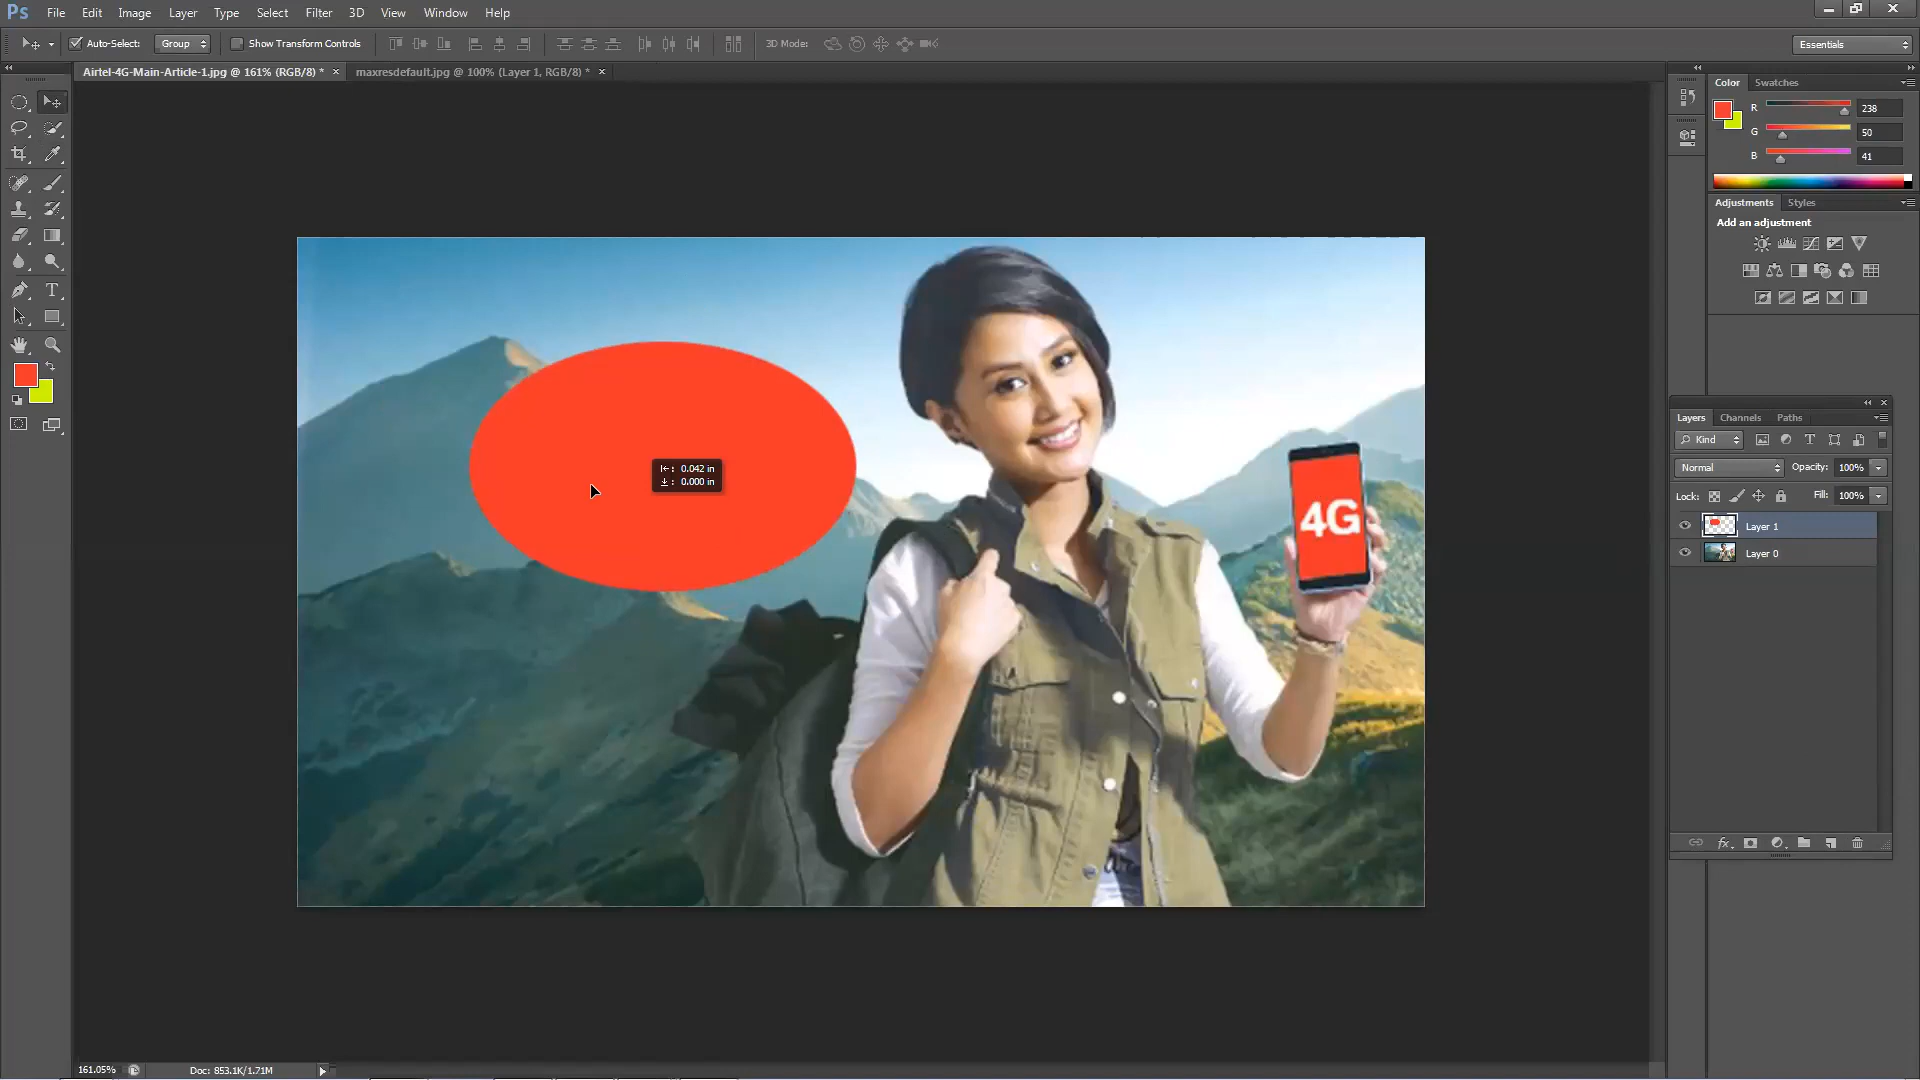 Ps File Edit Image Layer Type Select Filter 3D View Window Help
Auto-Select: Group Show Transform Controls 3D Mode: Essentials
Airtel-4G-Main-Article-1.jpg @ 161% (RGB/8) * × maxresdefault.jpg @ 100% (Layer 1, RGB/8) * ×
Color Swatches
R 238
G 50
B 41
Adjustments Styles
Add an adjustment
T
0.042 in
0.000 in
4G
Layers Channels Paths
Kind
Normal Opacity: 100%
Lock: Fill: 100%
Layer 1
Layer 0
fx
161.05% Doc: 853.1K/1.71M